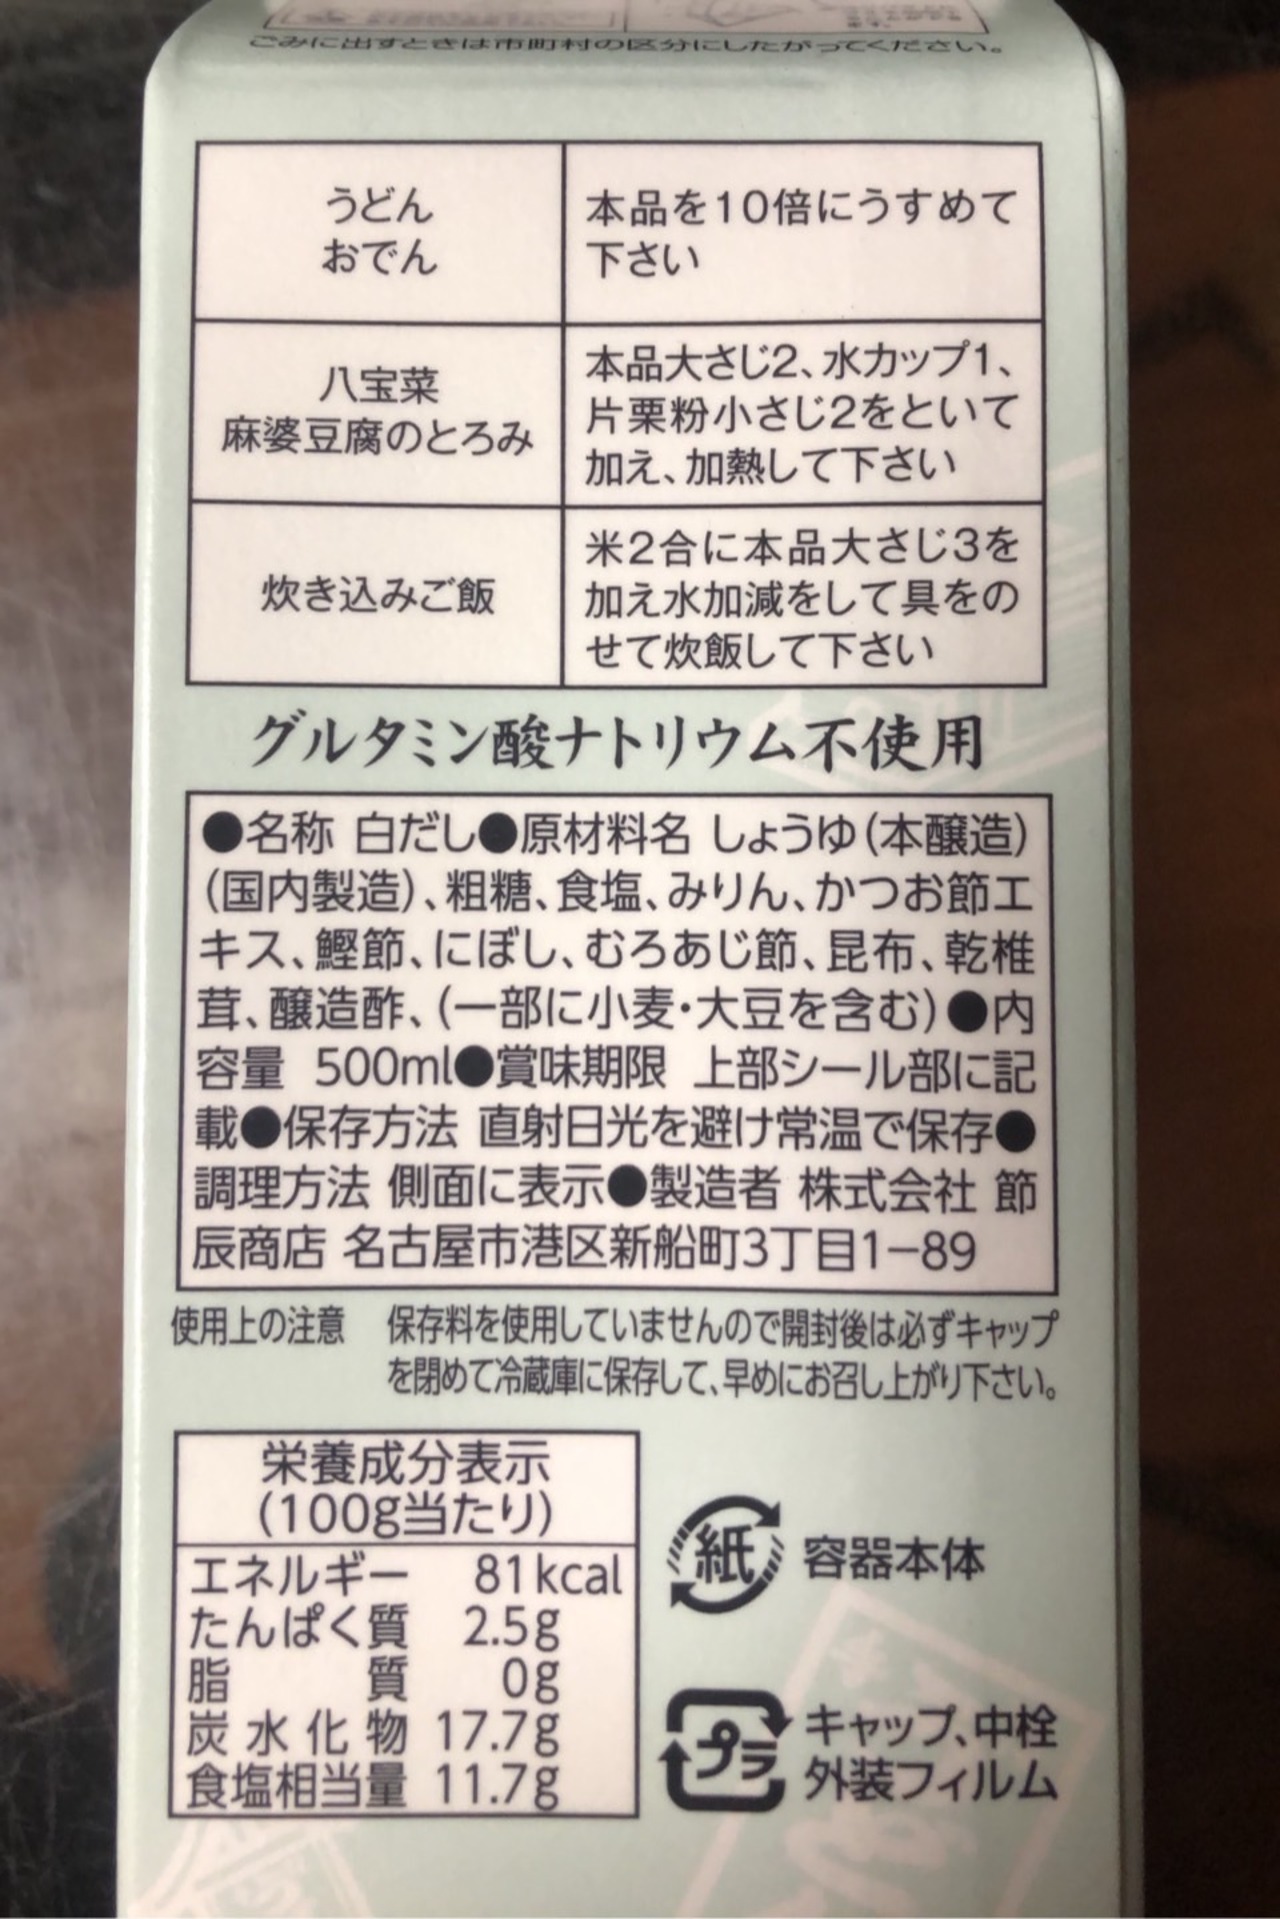 ごみに出すときは市町村の区分にしたがってください。
うどん
おでん
本品を10倍にうすめて
下さい
八宝菜
麻婆豆腐のとろみ
本品大さじ2、水カップ1、
片栗粉小さじ2をといて
加え、加熱して下さい
炊き込みご飯
米2合に本品大さじ3を
加え水加減をして具をの
せて炊飯して下さい
グルタミン酸ナトリウム不使用
●名称 白だし●原材料名 しょうゆ(本醸造)
(国内製造)、粗糖、食塩、みりん、かつお節エ
キス、鰹節、にぼし、むろあじ節、昆布、乾椎
茸、醸造酢、(一部に小麦・大豆を含む)●内
容量 500ml●賞味期限 上部シール部に記
載●保存方法 直射日光を避け常温で保存●
調理方法 側面に表示●製造者 株式会社 節
辰商店 名古屋市港区新船町3丁目1−89
使用上の注意 保存料を使用していませんので開封後は必ずキャップ
を閉めて冷蔵庫に保存して、早めにお召し上がり下さい。
栄養成分表示
(100g当たり)
エネルギー 81kcal
たんぱく質 2.5g
脂質 0g
炭水化物 17.7g
食塩相当量 11.7g
紙 容器本体
プラ キャップ、中栓
外装フィルム